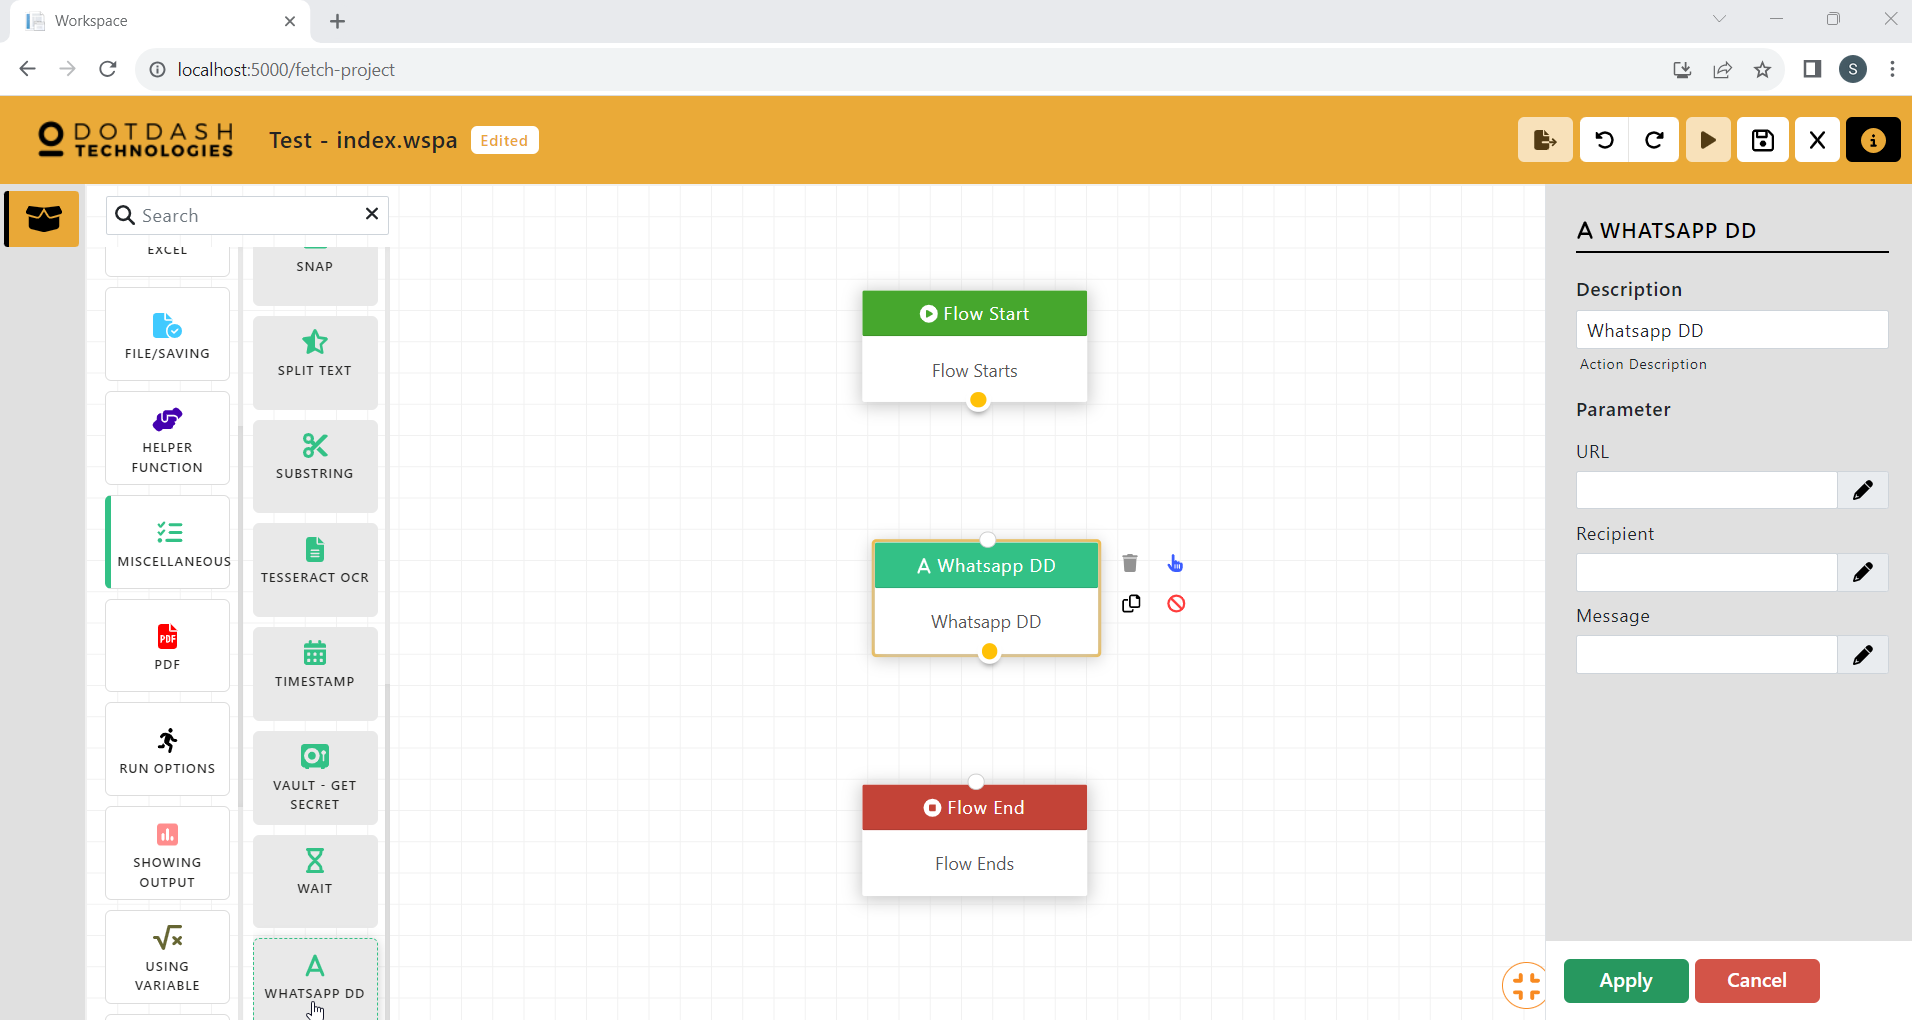 Workspace
localhost:5000/fetch-project
DOTDASH
TECHNOLOGIES
Test - index.wspa
Edited
Search
EXCEL
FILE/SAVING
HELPER
FUNCTION
MISCELLANEOUS
PDF
RUN OPTIONS
SHOWING
OUTPUT
USING
VARIABLE
SNAP
SPLIT TEXT
SUBSTRING
TESSERACT OCR
TIMESTAMP
VAULT - GET
SECRET
WAIT
WHATSAPP DD
Flow Start
Flow Starts
Whatsapp DD
Whatsapp DD
Flow End
Flow Ends
WHATSAPP DD
Description
Whatsapp DD
Action Description
Parameter
URL
Recipient
Message
Apply
Cancel
S
PDF